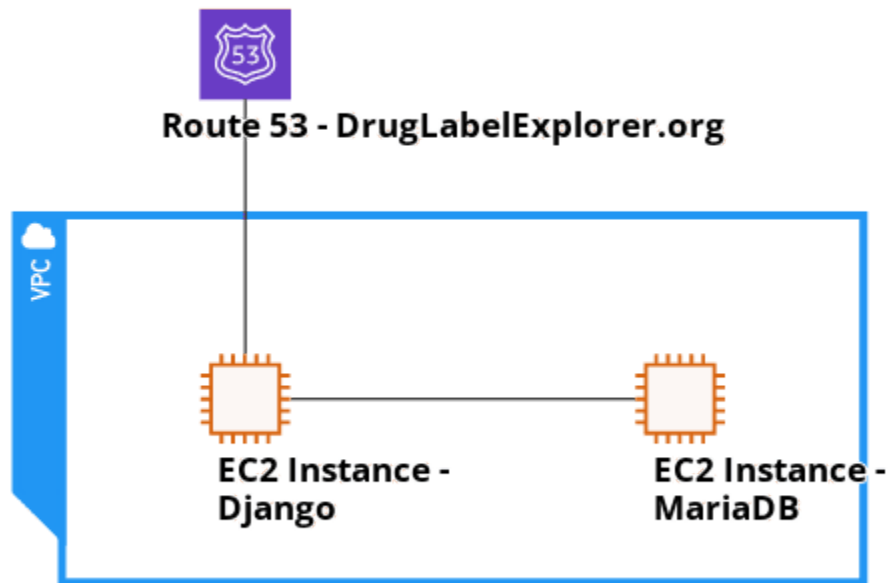 53
Route 53 - DrugLabelExplorer.org
VPC
EC2 Instance -
Django
EC2 Instance -
MariaDB